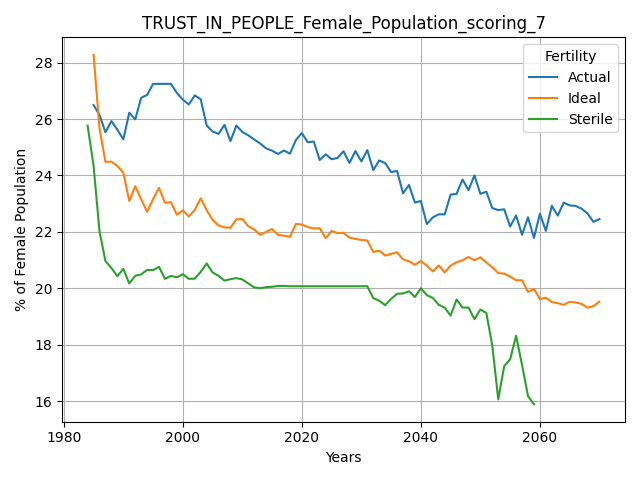 TRUST_IN_PEOPLE_Female_Population_scoring_7
Fertility
Actual
Ideal
Sterile
% of Female Population
28
26
24
22
20
18
16
1980
2000
2020
2040
2060
Years